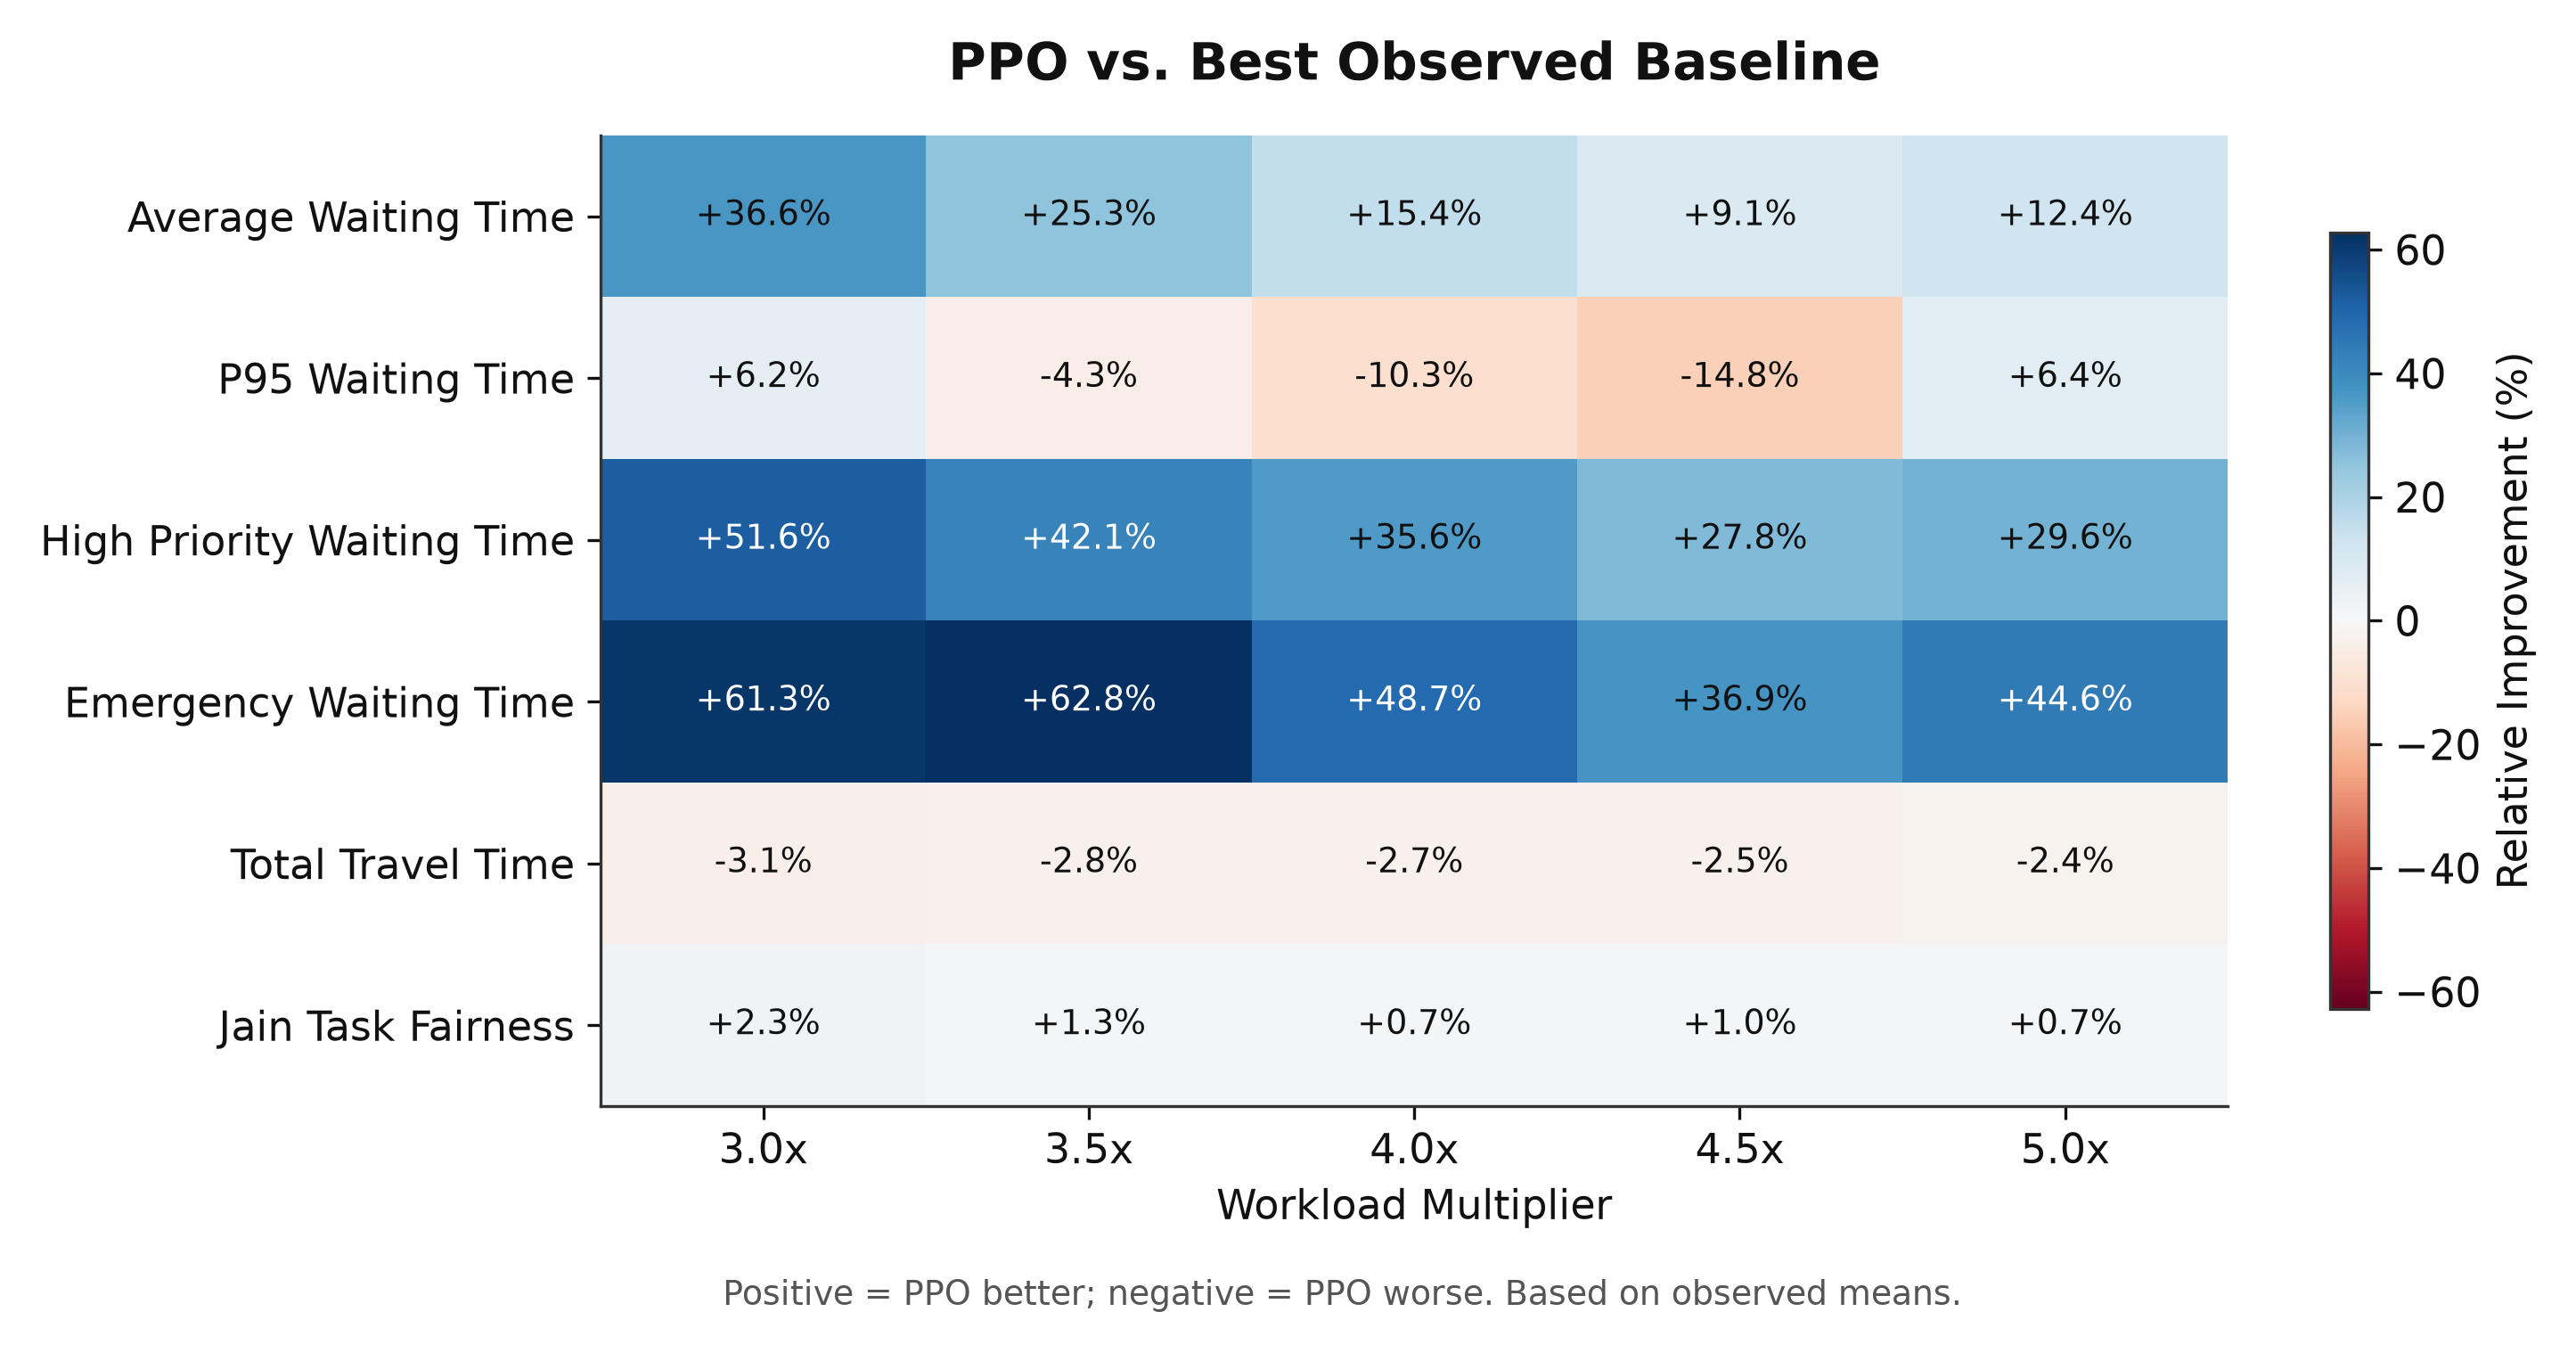 PPO vs. Best Observed Baseline
Average Waiting Time +36.6% +25.3% +15.4% +9.1% +12.4%
P95 Waiting Time +6.2% -4.3% -10.3% -14.8% +6.4%
High Priority Waiting Time +51.6% +42.1% +35.6% +27.8% +29.6%
Emergency Waiting Time +61.3% +62.8% +48.7% +36.9% +44.6%
Total Travel Time -3.1% -2.8% -2.7% -2.5% -2.4%
Jain Task Fairness +2.3% +1.3% +0.7% +1.0% +0.7%
3.0x 3.5x 4.0x 4.5x 5.0x
Workload Multiplier
60
40
20
0
−20
−40
−60
Relative Improvement (%)
Positive = PPO better; negative = PPO worse. Based on observed means.